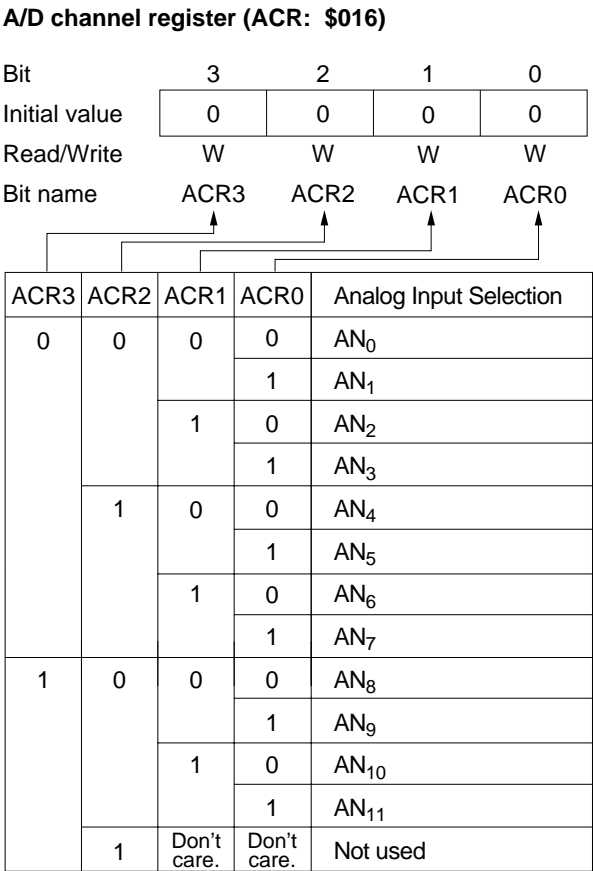 A/D channel register (ACR: $016)
Bit 3 2 1 0
Initial value 0 0 0 0
Read/Write W W W W
Bit name ACR3 ACR2 ACR1 ACR0
ACR3 ACR2 ACR1 ACR0 Analog Input Selection
0 0 0 0 AN0
1 AN1
1 0 AN2
1 AN3
1 0 0 AN4
1 AN5
1 0 AN6
1 AN7
1 0 0 0 AN8
1 AN9
1 0 AN10
1 AN11
1 Don't care. Don't care. Not used